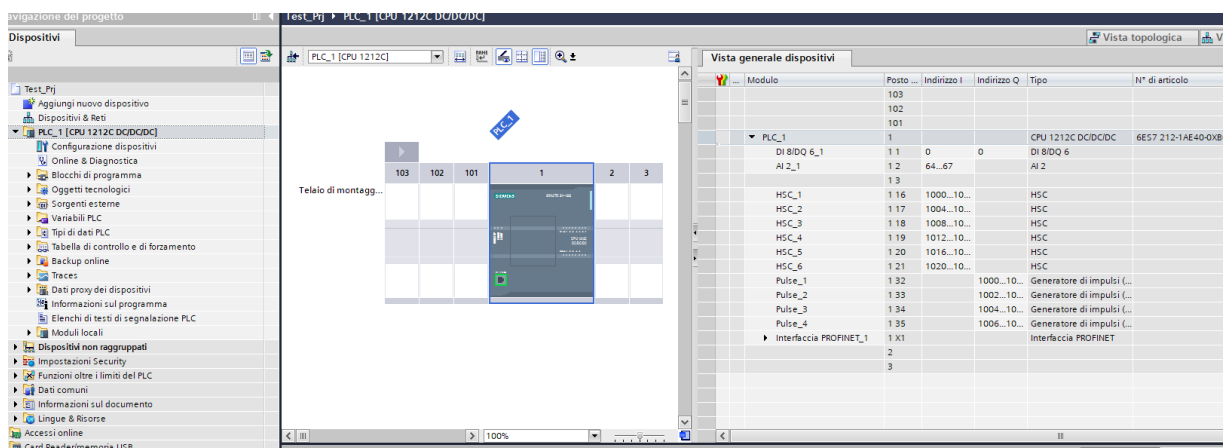 avigazione del progetto
Test_Prj ▸ PLC_1 [CPU 1212C DC/DC/DC]
Dispositivi
Vista topologica
PLC_1 [CPU 1212C]
Vista generale dispositivi
Test_Prj
Aggiungi nuovo dispositivo
Dispositivi & Reti
PLC_1 [CPU 1212C DC/DC/DC]
Configurazione dispositivi
Online & Diagnostica
Blocchi di programma
Oggetti tecnologici
Sorgenti esterne
Variabili PLC
Tipi di dati PLC
Tabella di controllo e di forzamento
Backup online
Traces
Dati proxy dei dispositivi
Informazioni sul programma
Elenchi di testi di segnalazione PLC
Moduli locali
Dispositivi non raggruppati
Impostazioni Security
Funzioni oltre i limiti del PLC
Dati comuni
Informazioni sul documento
Lingue & Risorse
Accessi online
Card Reader/memoria USB
PLC_1
103 102 101 1 2 3
Telaio di montagg...
SIEMENS
100%
... Modulo Posto ... Indirizzo I Indirizzo Q Tipo N° di articolo
103
102
101
PLC_1 1 CPU 1212C DC/DC/DC 6ES7 212-1AE40-0XB
DI 8/DQ 6_1 1 1 0 0 DI 8/DQ 6
AI 2_1 1 2 64...67 AI 2
1 3
HSC_1 1 16 1000...10... HSC
HSC_2 1 17 1004...10... HSC
HSC_3 1 18 1008...10... HSC
HSC_4 1 19 1012...10... HSC
HSC_5 1 20 1016...10... HSC
HSC_6 1 21 1020...10... HSC
Pulse_1 1 32 1000...10... Generatore di impulsi (...
Pulse_2 1 33 1002...10... Generatore di impulsi (...
Pulse_3 1 34 1004...10... Generatore di impulsi (...
Pulse_4 1 35 1006...10... Generatore di impulsi (...
Interfaccia PROFINET_1 1 X1 Interfaccia PROFINET
2
3